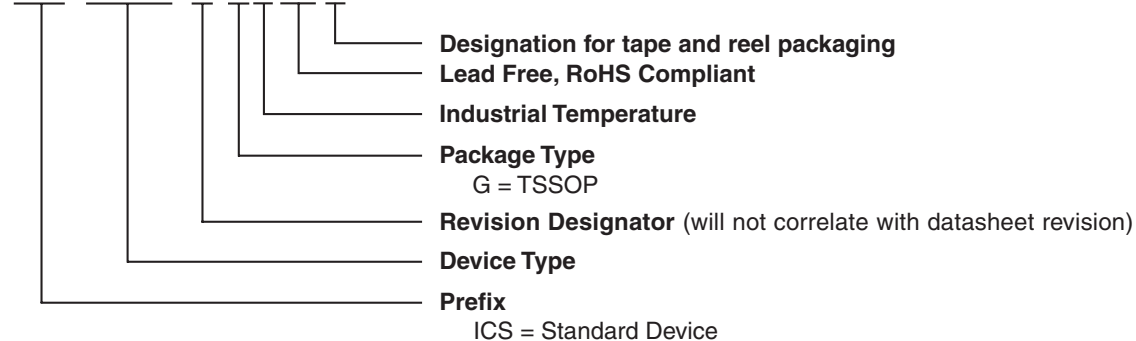 Designation for tape and reel packaging
Lead Free, RoHS Compliant
Industrial Temperature
Package Type
G = TSSOP
Revision Designator (will not correlate with datasheet revision)
Device Type
Prefix
ICS = Standard Device